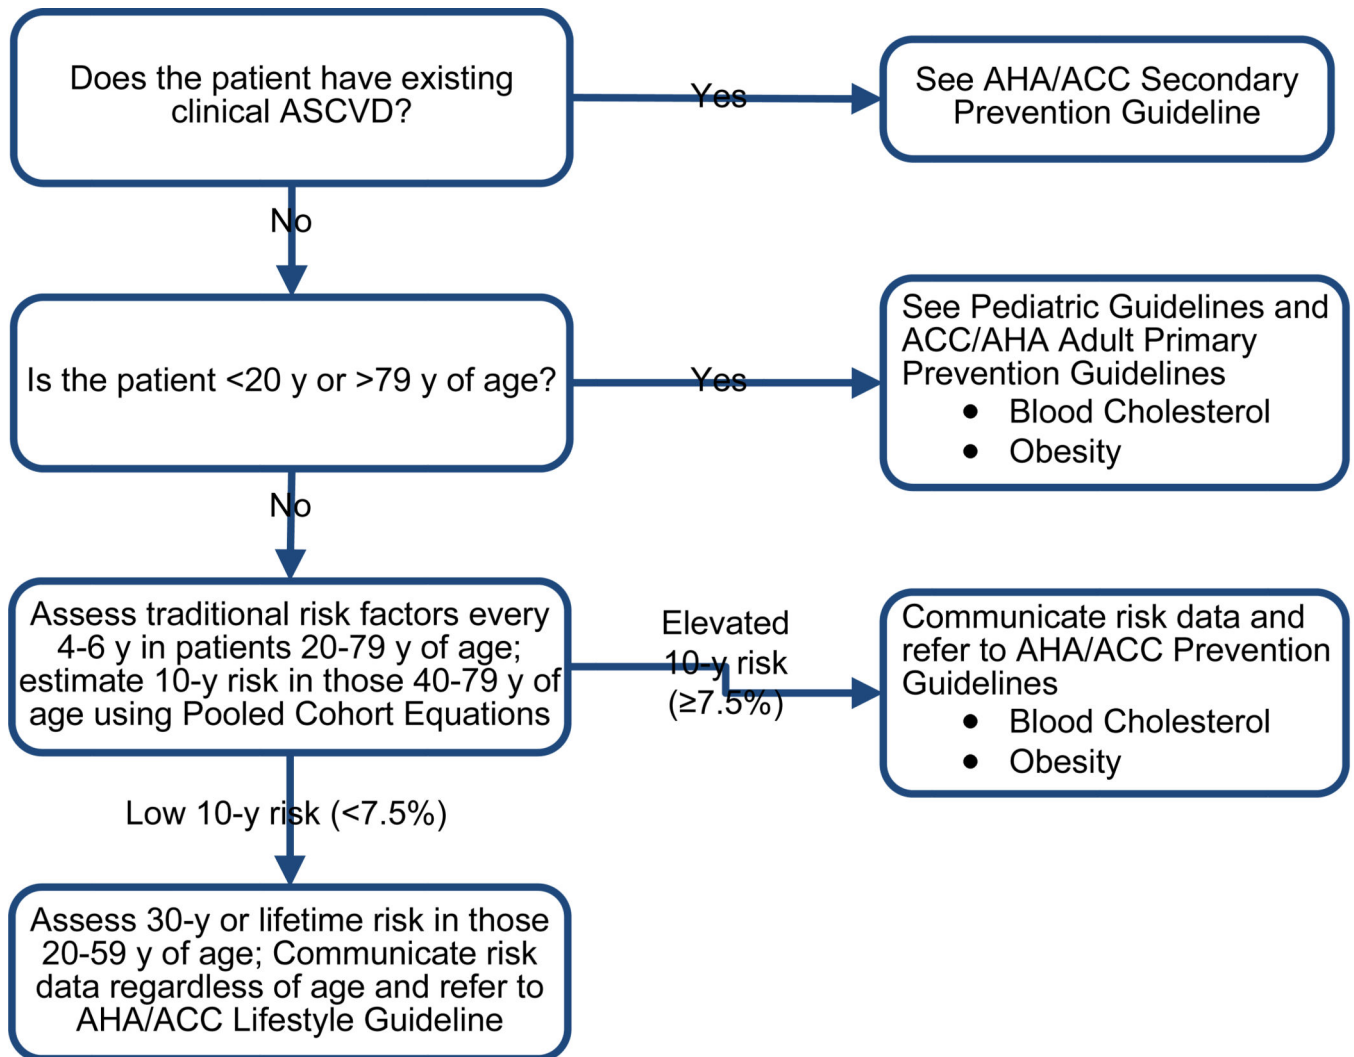 Does the patient have existing
clinical ASCVD?
Yes
See AHA/ACC Secondary
Prevention Guideline
No
Is the patient <20 y or >79 y of age?
Yes
See Pediatric Guidelines and
ACC/AHA Adult Primary
Prevention Guidelines
● Blood Cholesterol
● Obesity
No
Assess traditional risk factors every
4-6 y in patients 20-79 y of age;
estimate 10-y risk in those 40-79 y of
age using Pooled Cohort Equations
Elevated
10-y risk
(≥7.5%)
Communicate risk data and
refer to AHA/ACC Prevention
Guidelines
● Blood Cholesterol
● Obesity
Low 10-y risk (<7.5%)
Assess 30-y or lifetime risk in those
20-59 y of age; Communicate risk
data regardless of age and refer to
AHA/ACC Lifestyle Guideline